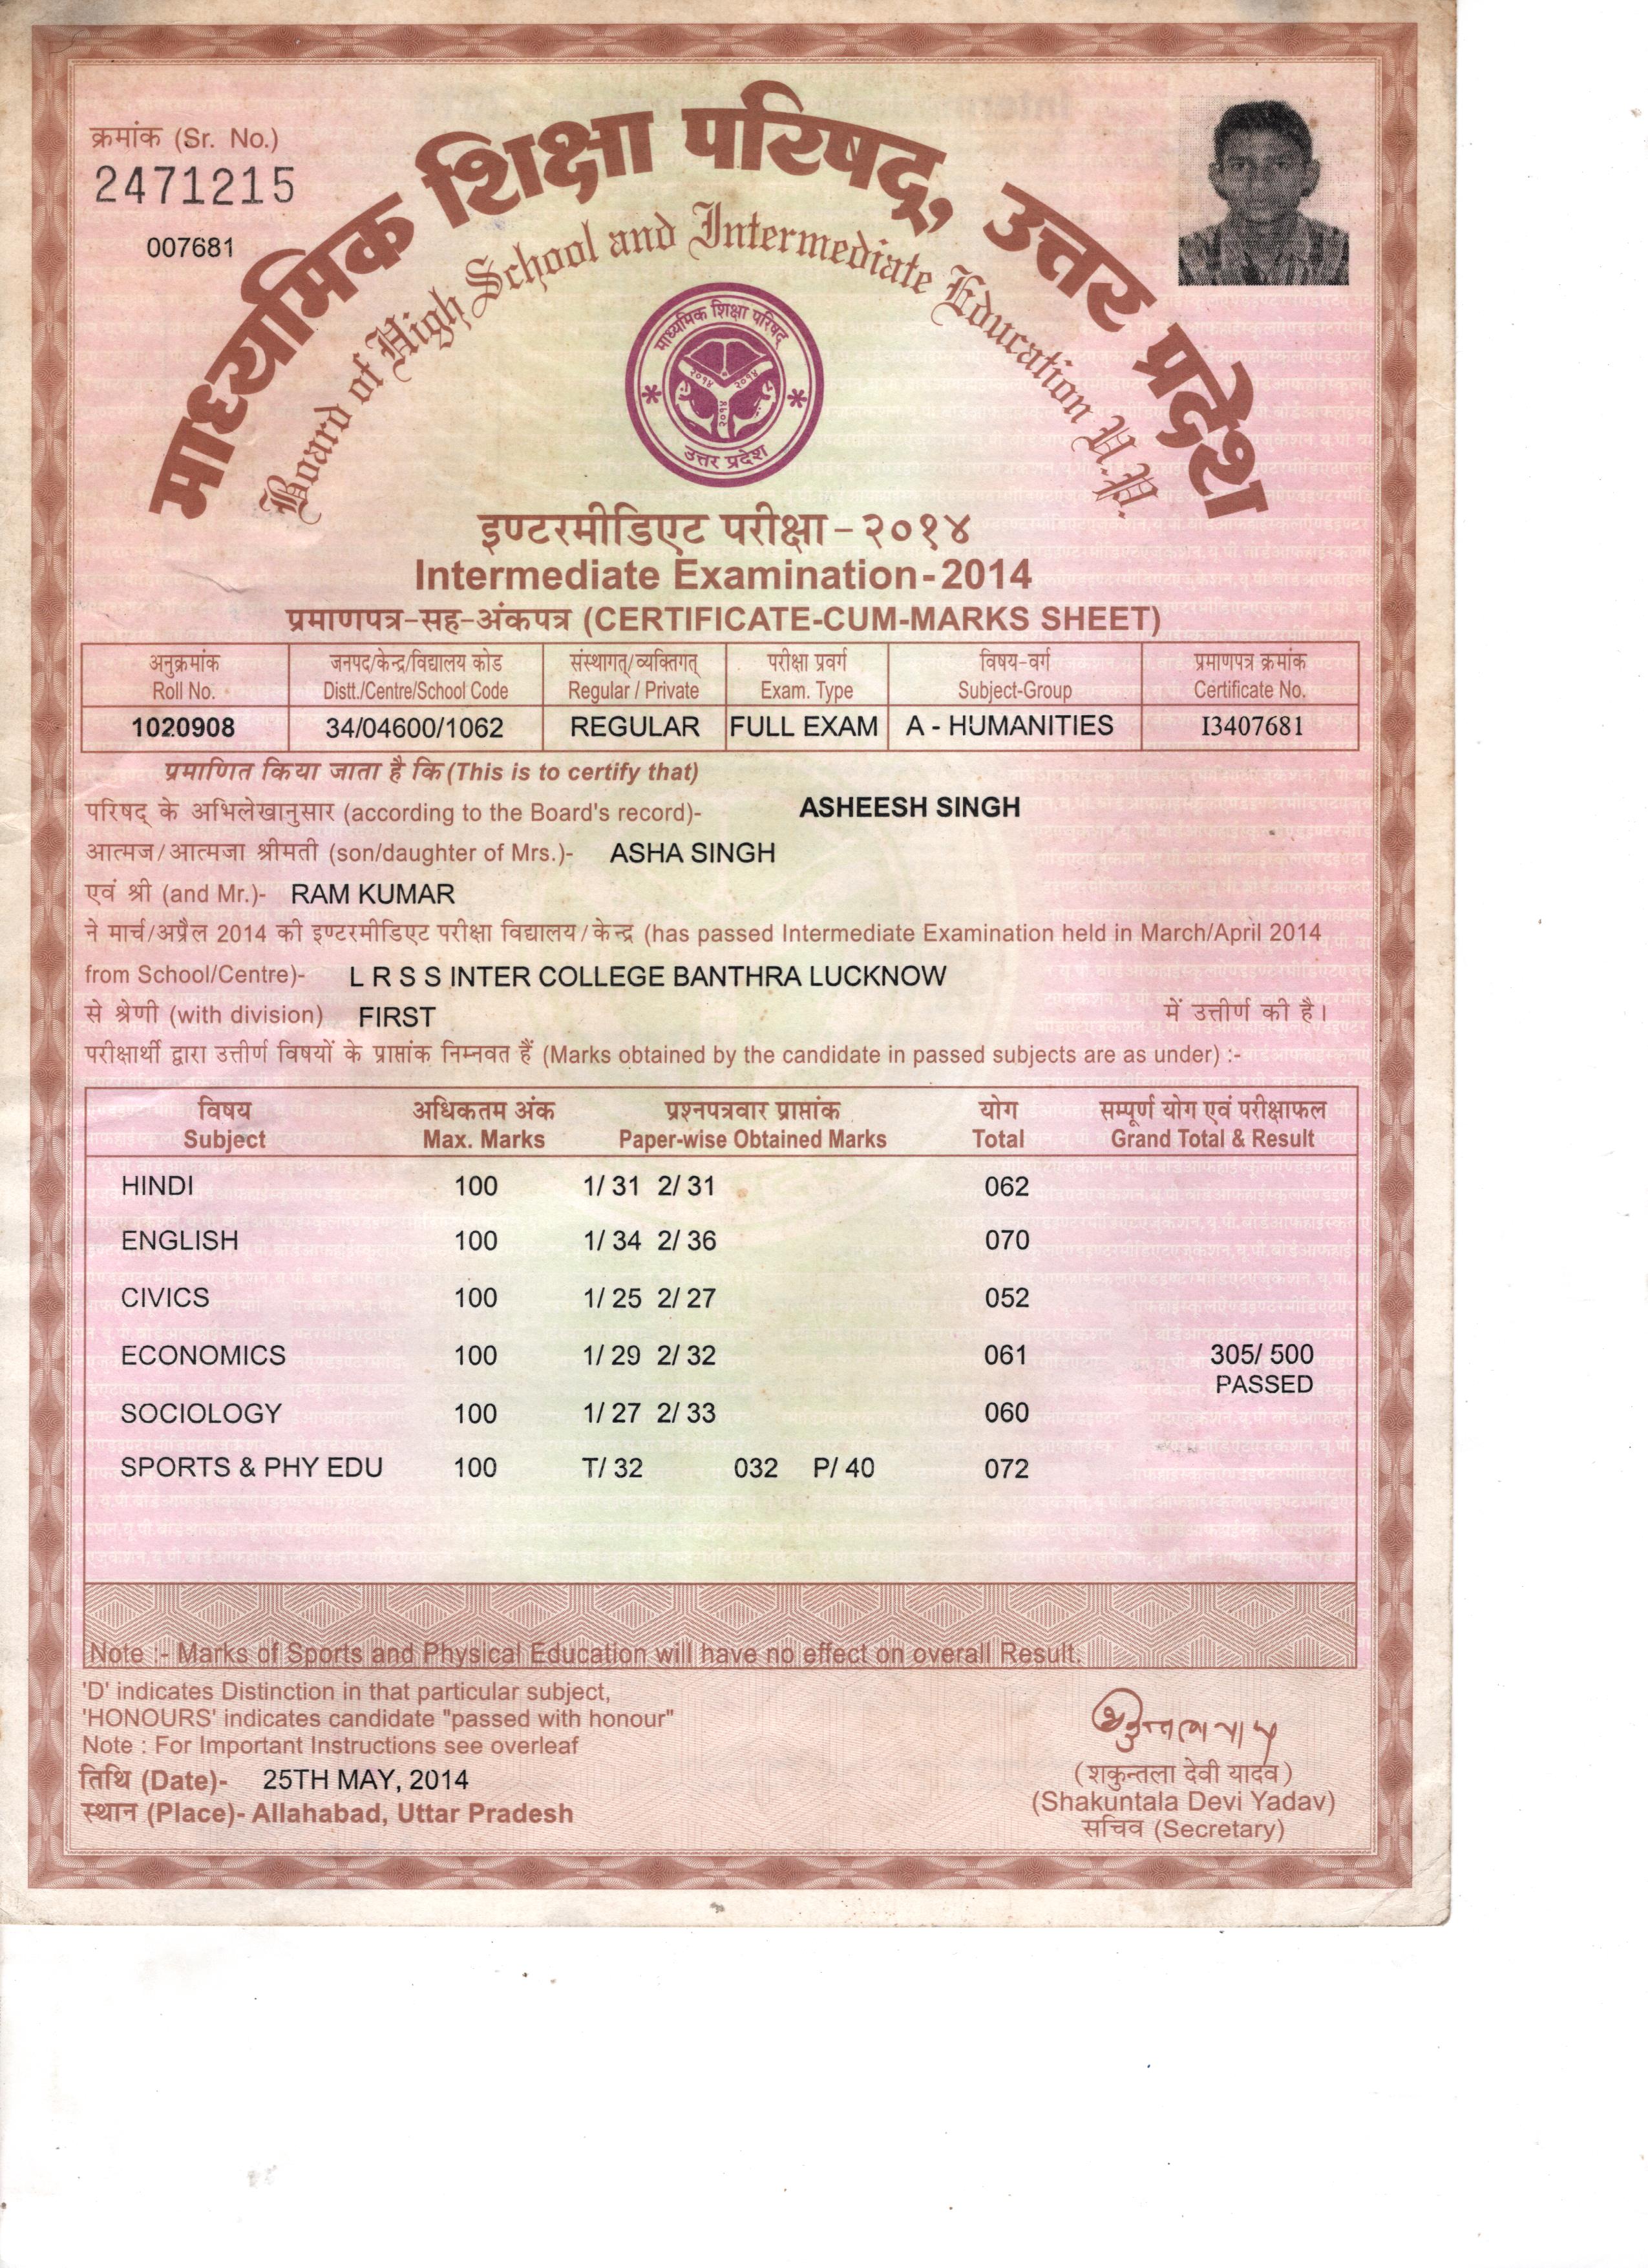 क्रमांक (Sr. No.)
2471215
007681
माध्यमिक शिक्षा परिषद्, उत्तर प्रदेश
Board of High School and Intermediate Education U.P.
माध्यमिक शिक्षा परिषद्
२०१४ २०१४
२०१४
उत्तर प्रदेश
इण्टरमीडिएट परीक्षा-२०१४
Intermediate Examination-2014
प्रमाणपत्र-सह-अंकपत्र (CERTIFICATE-CUM-MARKS SHEET)
अनुक्रमांक जनपद/केन्द्र/विद्यालय कोड संस्थागत्/व्यक्तिगत् परीक्षा प्रवर्ग विषय-वर्ग प्रमाणपत्र क्रमांक
Roll No. Distt./Centre/School Code Regular / Private Exam. Type Subject-Group Certificate No.
1020908 34/04600/1062 REGULAR FULL EXAM A - HUMANITIES I3407681
प्रमाणित किया जाता है कि (This is to certify that)
परिषद् के अभिलेखानुसार (according to the Board's record)- ASHEESH SINGH
आत्मज/आत्मजा श्रीमती (son/daughter of Mrs.)- ASHA SINGH
एवं श्री (and Mr.)- RAM KUMAR
ने मार्च/अप्रैल 2014 की इण्टरमीडिएट परीक्षा विद्यालय/केन्द्र (has passed Intermediate Examination held in March/April 2014
from School/Centre)- L R S S INTER COLLEGE BANTHRA LUCKNOW
से श्रेणी (with division) FIRST में उत्तीर्ण की है।
परीक्षार्थी द्वारा उत्तीर्ण विषयों के प्राप्तांक निम्नवत हैं (Marks obtained by the candidate in passed subjects are as under) :-
विषय अधिकतम अंक प्रश्नपत्रवार प्राप्तांक योग सम्पूर्ण योग एवं परीक्षाफल
Subject Max. Marks Paper-wise Obtained Marks Total Grand Total & Result
HINDI 100 1/ 31 2/ 31 062
ENGLISH 100 1/ 34 2/ 36 070
CIVICS 100 1/ 25 2/ 27 052
ECONOMICS 100 1/ 29 2/ 32 061 305/ 500
PASSED
SOCIOLOGY 100 1/ 27 2/ 33 060
SPORTS & PHY EDU 100 T/ 32 032 P/ 40 072
Note :- Marks of Sports and Physical Education will have no effect on overall Result.
'D' indicates Distinction in that particular subject,
'HONOURS' indicates candidate "passed with honour"
Note : For Important Instructions see overleaf
तिथि (Date)- 25TH MAY, 2014
स्थान (Place)- Allahabad, Uttar Pradesh
(शकुन्तला देवी यादव)
(Shakuntala Devi Yadav)
सचिव (Secretary)